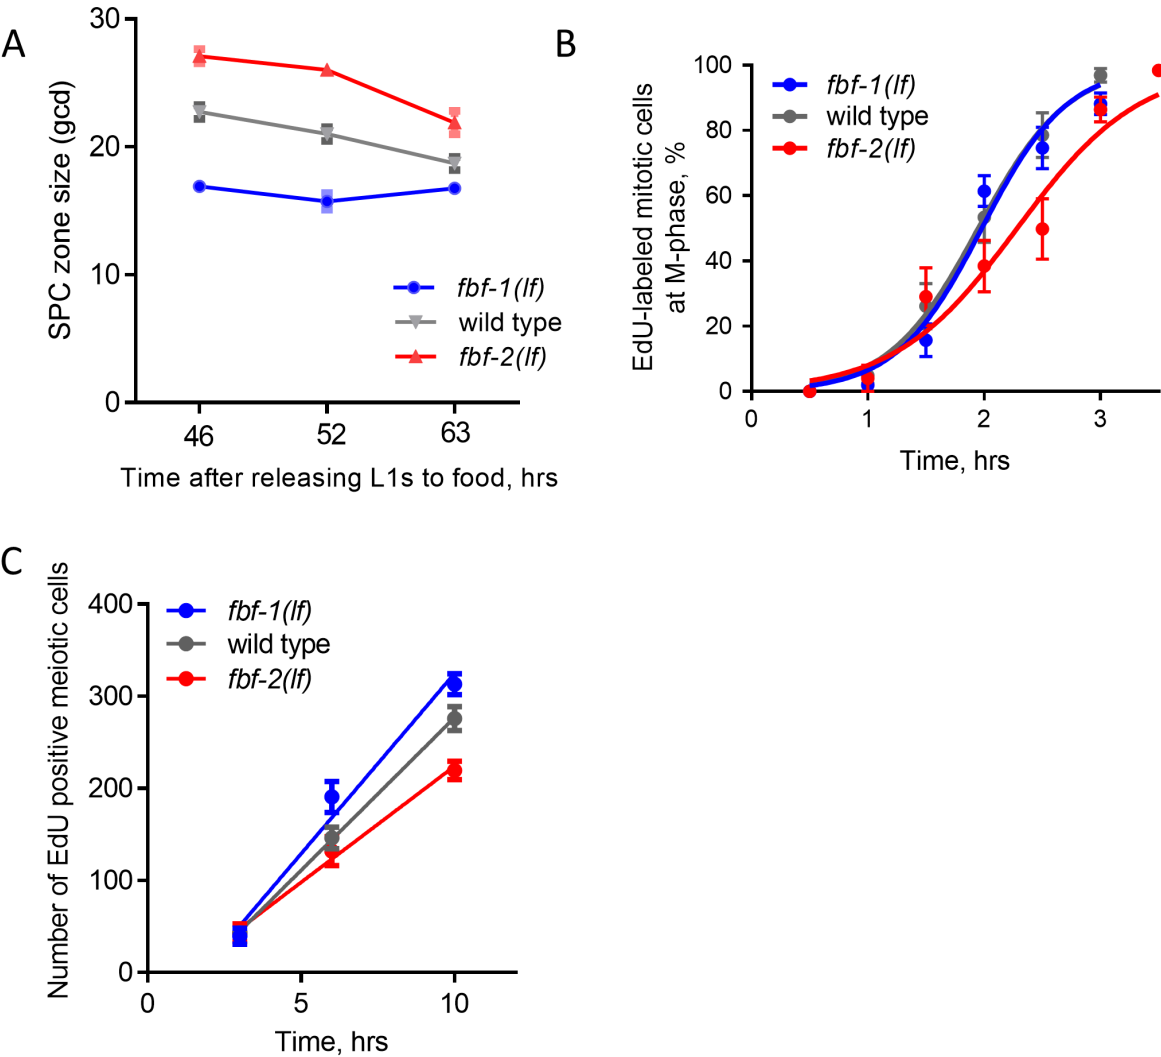 A
SPC zone size (gcd)
30
20
10
0
fbf-1(lf)
wild type
fbf-2(lf)
46
52
63
Time after releasing L1s to food, hrs
B
EdU-labeled mitotic cells
at M-phase, %
100
80
60
40
20
0
fbf-1(lf)
wild type
fbf-2(lf)
0
1
2
3
Time, hrs
C
Number of EdU positive meiotic cells
400
300
200
100
0
fbf-1(lf)
wild type
fbf-2(lf)
0
5
10
Time, hrs